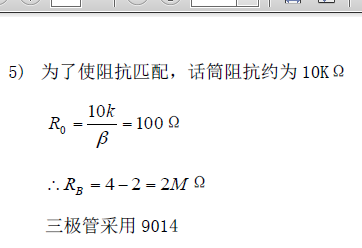 5) 为了使阻抗匹配，话筒阻抗约为 10KΩ
R₀ = 10k/β = 100 Ω
∴ R_B = 4 − 2 = 2M Ω
三极管采用 9014